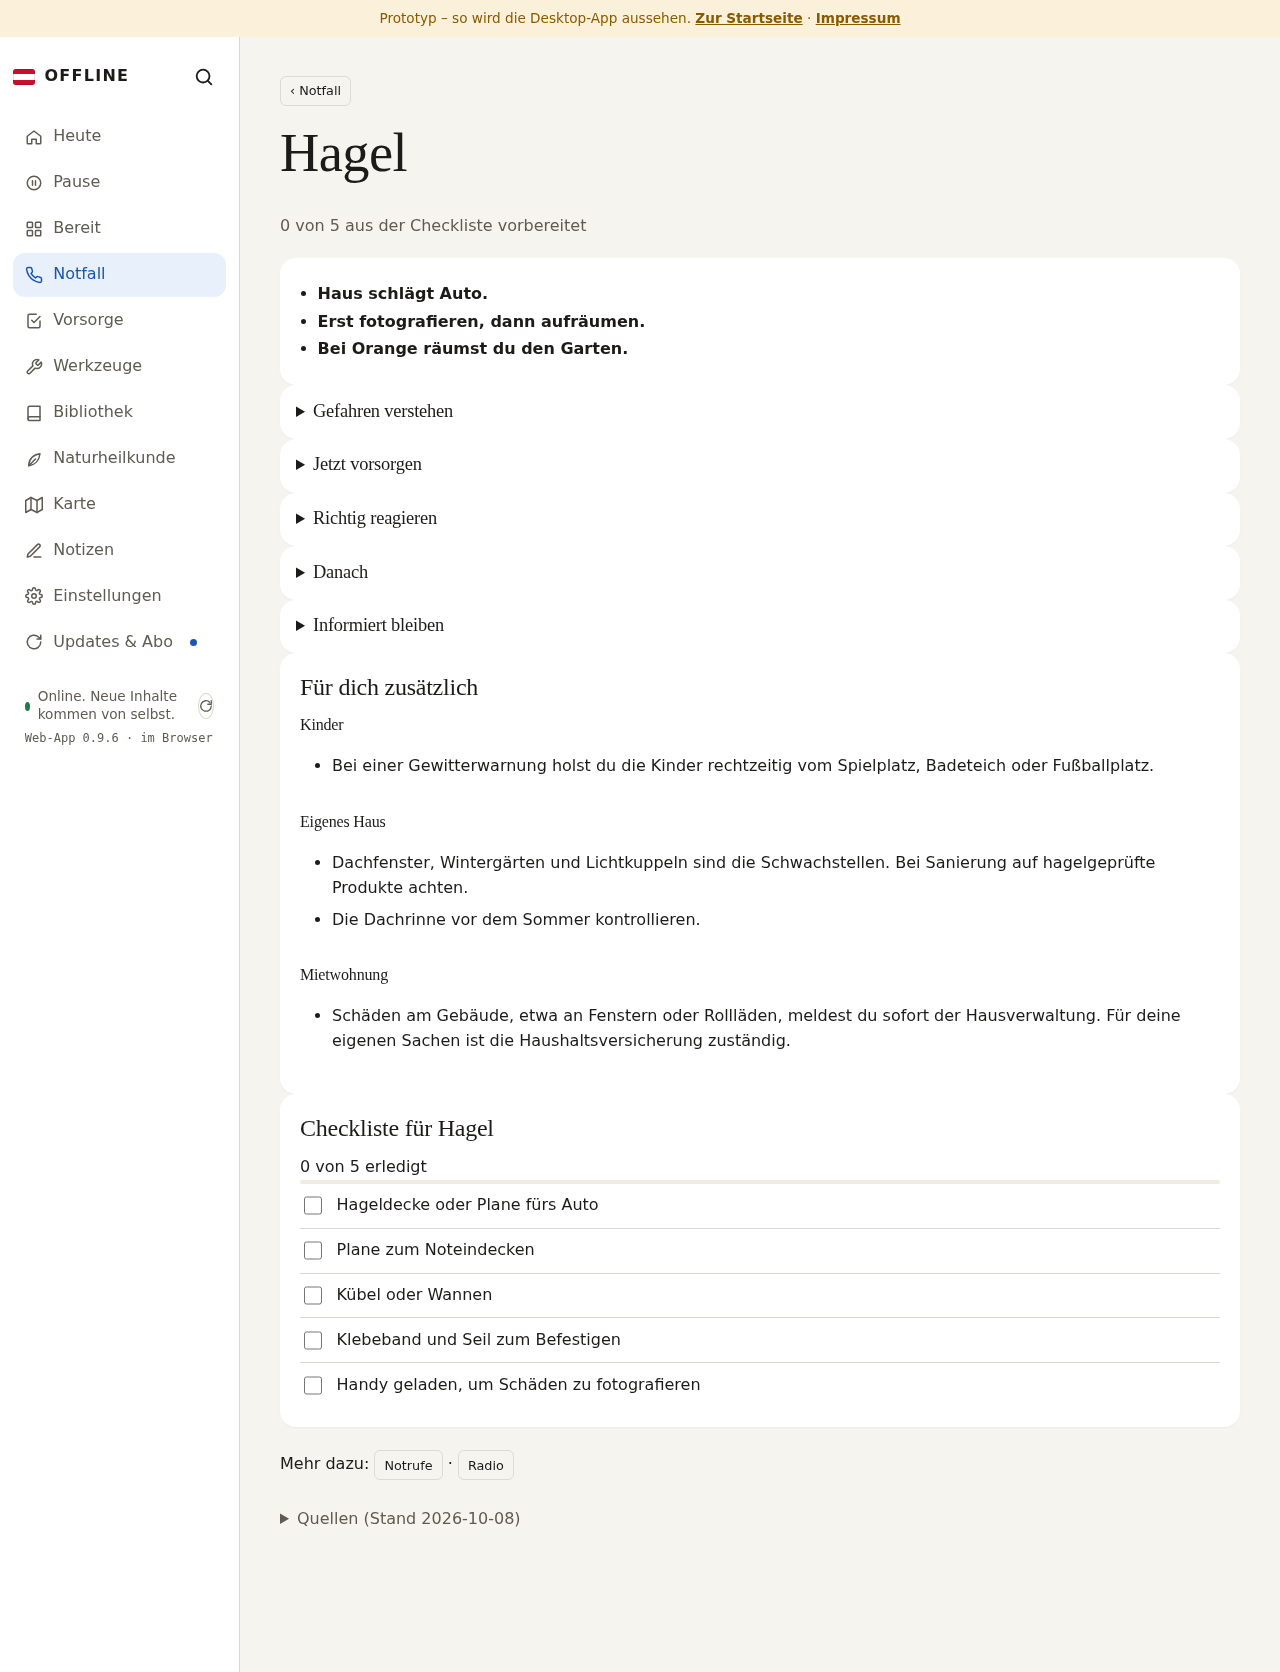 Prototyp – so wird die Desktop-App aussehen. Zur Startseite · Impressum
OFFLINE
Heute
Pause
Bereit
Notfall
Vorsorge
Werkzeuge
Bibliothek
Naturheilkunde
Karte
Notizen
Einstellungen
Updates & Abo
Online. Neue Inhalte
kommen von selbst.
Web-App 0.9.6 · im Browser
‹ Notfall
Hagel
0 von 5 aus der Checkliste vorbereitet
• Haus schlägt Auto.
• Erst fotografieren, dann aufräumen.
• Bei Orange räumst du den Garten.
Gefahren verstehen
Jetzt vorsorgen
Richtig reagieren
Danach
Informiert bleiben
Für dich zusätzlich
Kinder
• Bei einer Gewitterwarnung holst du die Kinder rechtzeitig vom Spielplatz, Badeteich oder Fußballplatz.
Eigenes Haus
• Dachfenster, Wintergärten und Lichtkuppeln sind die Schwachstellen. Bei Sanierung auf hagelgeprüfte
Produkte achten.
• Die Dachrinne vor dem Sommer kontrollieren.
Mietwohnung
• Schäden am Gebäude, etwa an Fenstern oder Rollläden, meldest du sofort der Hausverwaltung. Für deine
eigenen Sachen ist die Haushaltsversicherung zuständig.
Checkliste für Hagel
0 von 5 erledigt
Hageldecke oder Plane fürs Auto
Plane zum Noteindecken
Kübel oder Wannen
Klebeband und Seil zum Befestigen
Handy geladen, um Schäden zu fotografieren
Mehr dazu: Notrufe · Radio
Quellen (Stand 2026-10-08)